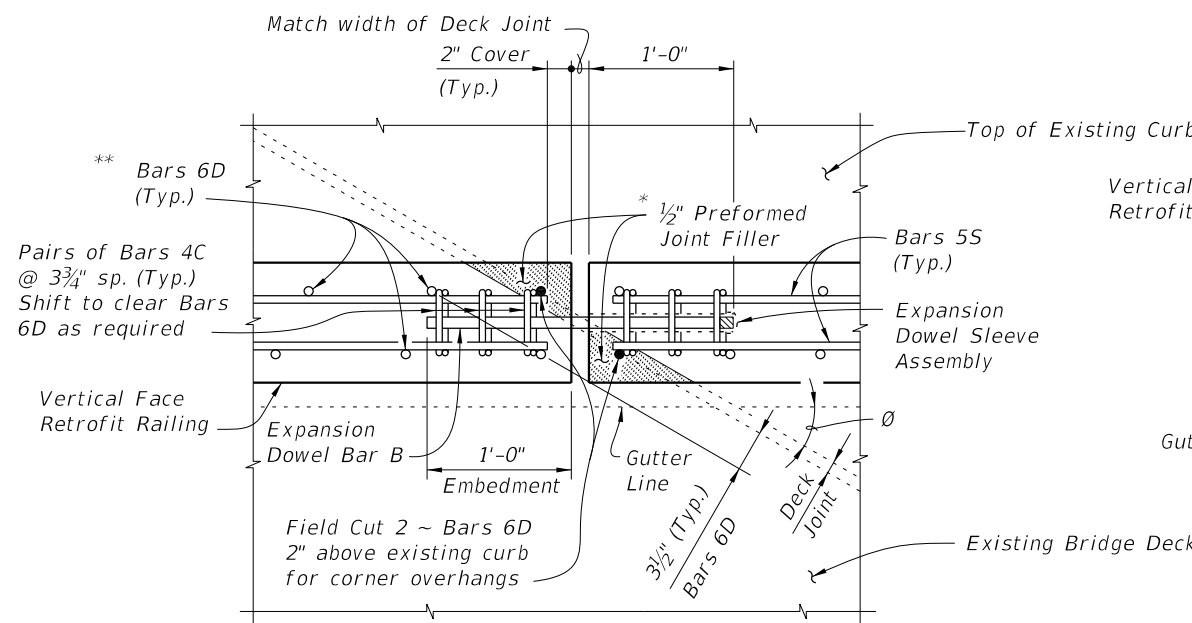 Match width of Deck Joint
2" Cover
(Typ.)
1'-0"
Top of Existing Curb
** Bars 6D
(Typ.)
Vertical
Retrofit
* ½" Preformed
Joint Filler
Pairs of Bars 4C
@ 3¾" sp. (Typ.)
Shift to clear Bars
6D as required
Bars 5S
(Typ.)
Expansion
Dowel Sleeve
Assembly
Vertical Face
Retrofit Railing
Expansion
Dowel Bar B
1'-0"
Embedment
Gutter
Line
Ø
Gut
3½" (Typ.)
Bars 6D
Deck
Joint
Field Cut 2 ~ Bars 6D
2" above existing curb
for corner overhangs
Existing Bridge Deck